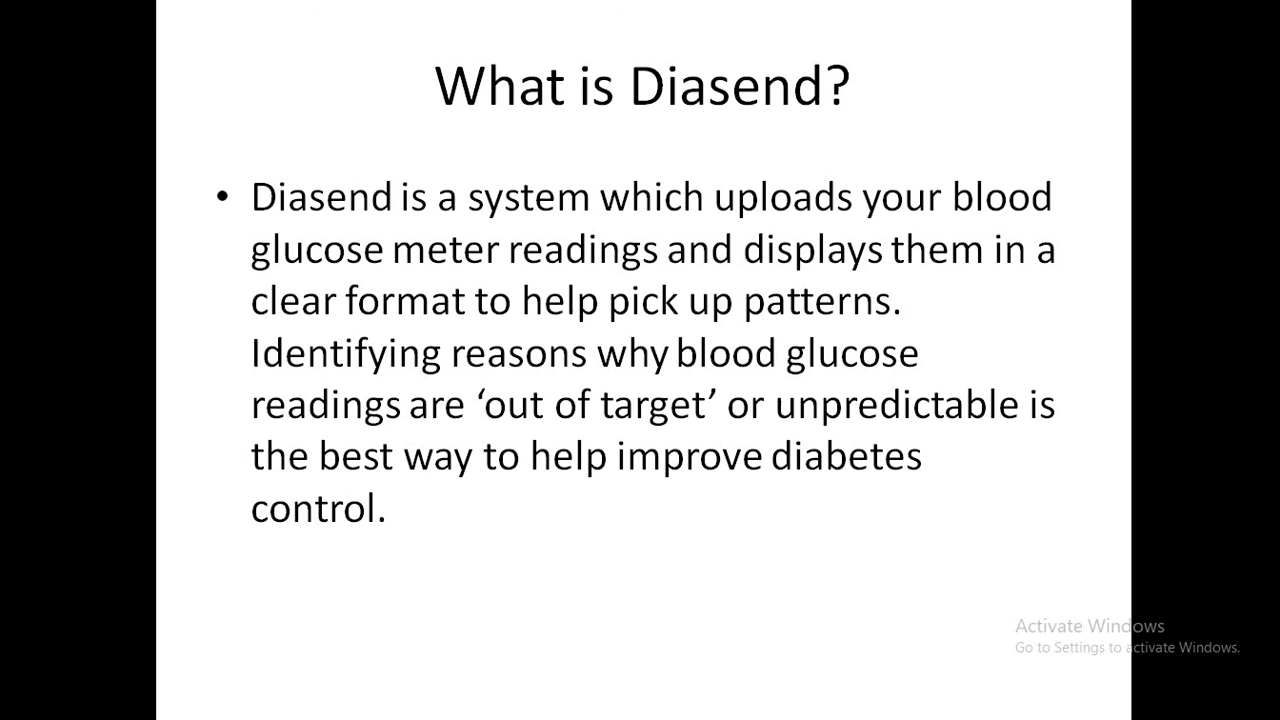 What is Diasend?
• Diasend is a system which uploads your blood
glucose meter readings and displays them in a
clear format to help pick up patterns.
Identifying reasons why blood glucose
readings are ‘out of target’ or unpredictable is
the best way to help improve diabetes
control.
Activate Windows
Go to Settings to activate Windows.